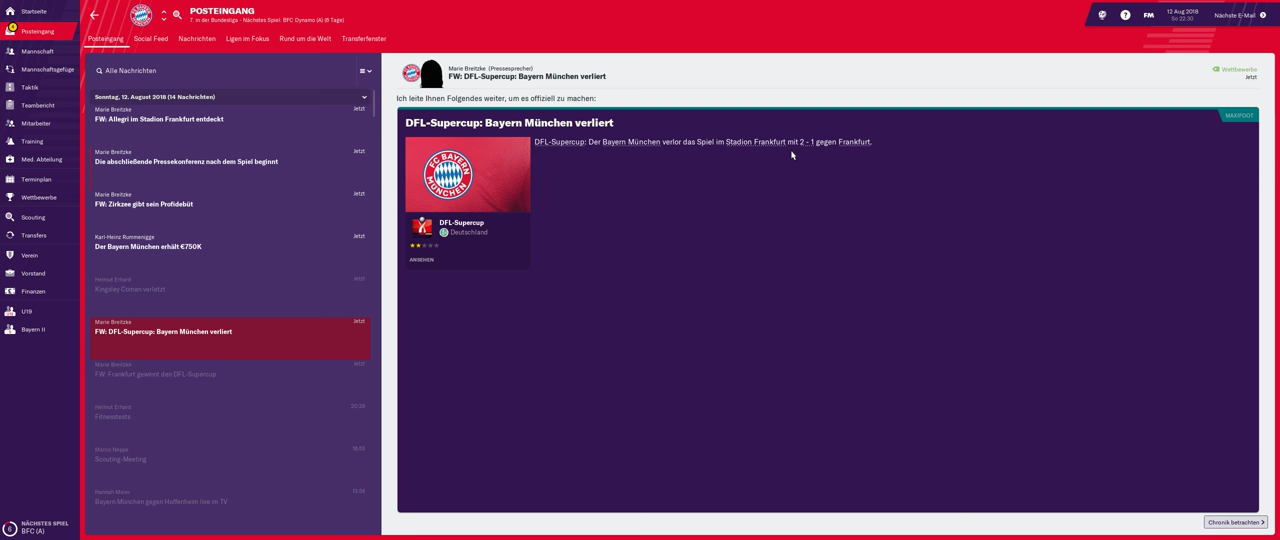 Startseite
4
Posteingang
Mannschaft
Mannschaftsgefüge
Taktik
Teambericht
Mitarbeiter
Training
Med. Abteilung
Terminplan
Wettbewerbe
Scouting
Transfers
Verein
Vorstand
Finanzen
U19
Bayern II
6
NÄCHSTES SPIEL
BFC (A)
POSTEINGANG
7. in der Bundesliga - Nächstes Spiel: BFC Dynamo (A) (6 Tage)
FM
12 Aug 2018
So 22:30
Nächste E-Mail
Posteingang
Social Feed
Nachrichten
Ligen im Fokus
Rund um die Welt
Transferfenster
Alle Nachrichten
Sonntag, 12. August 2018 (14 Nachrichten)
Marie Breitzke Jetzt
FW: Allegri im Stadion Frankfurt entdeckt
Marie Breitzke Jetzt
Die abschließende Pressekonferenz nach dem Spiel beginnt
Marie Breitzke Jetzt
FW: Zirkzee gibt sein Profidebüt
Karl-Heinz Rummenigge Jetzt
Der Bayern München erhält €750K
Helmut Erhard Jetzt
Kingsley Coman verletzt
Marie Breitzke Jetzt
FW: DFL-Supercup: Bayern München verliert
Marie Breitzke Jetzt
FW: Frankfurt gewinnt den DFL-Supercup
Helmut Erhard
Fitnesstests
Marco Neppe
Scouting-Meeting
Hannah Maier
Bayern München gegen Hoffenheim live im TV
Marie Breitzke (Pressesprecher)
FW: DFL-Supercup: Bayern München verliert
Wettbewerbe
Jetzt
Ich leite Ihnen Folgendes weiter, um es offiziell zu machen:
DFL-Supercup: Bayern München verliert
MAXIFOOT
FC BAYERN
MÜNCHEN
DFL-Supercup: Der Bayern München verlor das Spiel im Stadion Frankfurt mit 2 - 1 gegen Frankfurt.
DFL-Supercup
Deutschland
ANSEHEN
Chronik betrachten